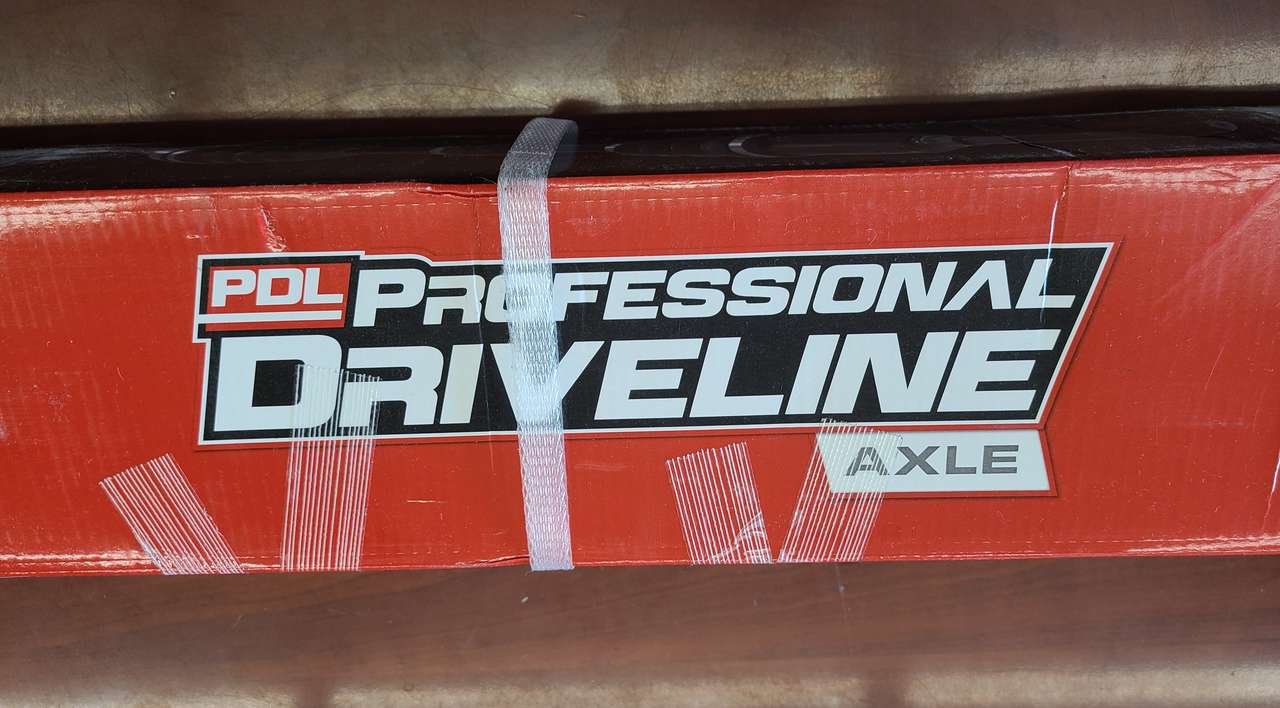 PDL
PROFESSIONAL
DRIVELINE
AXLE